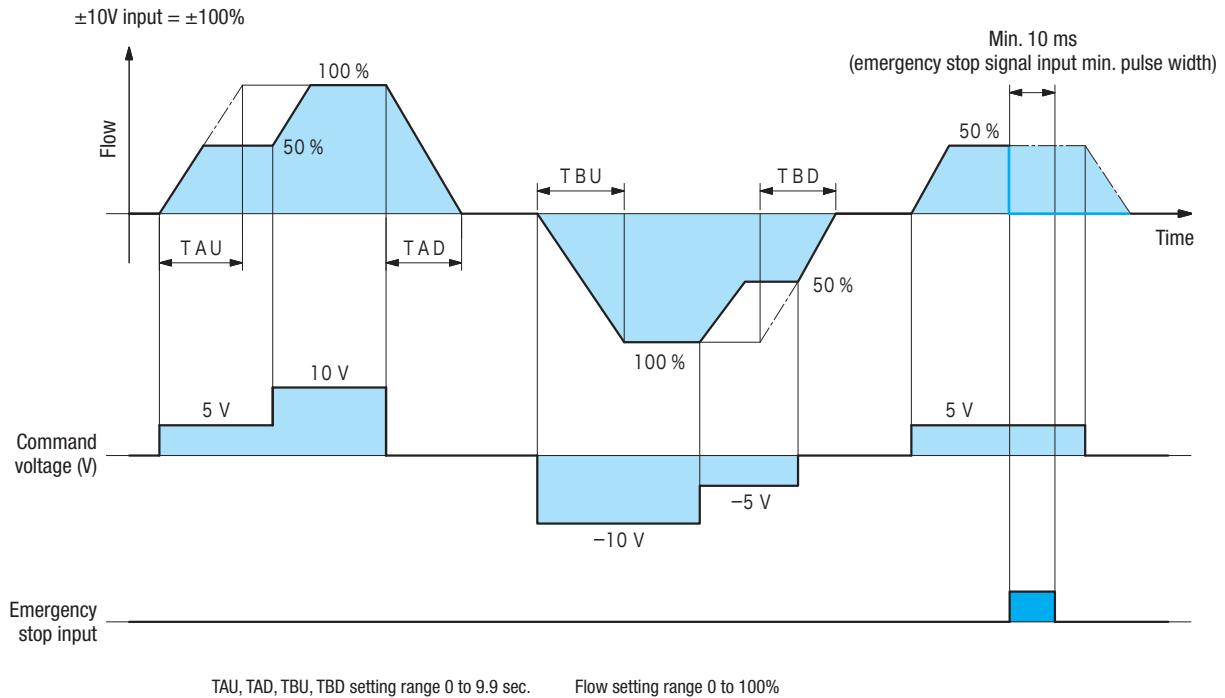 ±10V input = ±100%
Min. 10 ms
(emergency stop signal input min. pulse width)
100 %
50 %
50 %
Flow
TBU
TBD
Time
TAU
TAD
50 %
100 %
10 V
5 V
5 V
Command
voltage (V)
−5 V
−10 V
Emergency
stop input
TAU, TAD, TBU, TBD setting range 0 to 9.9 sec. Flow setting range 0 to 100%